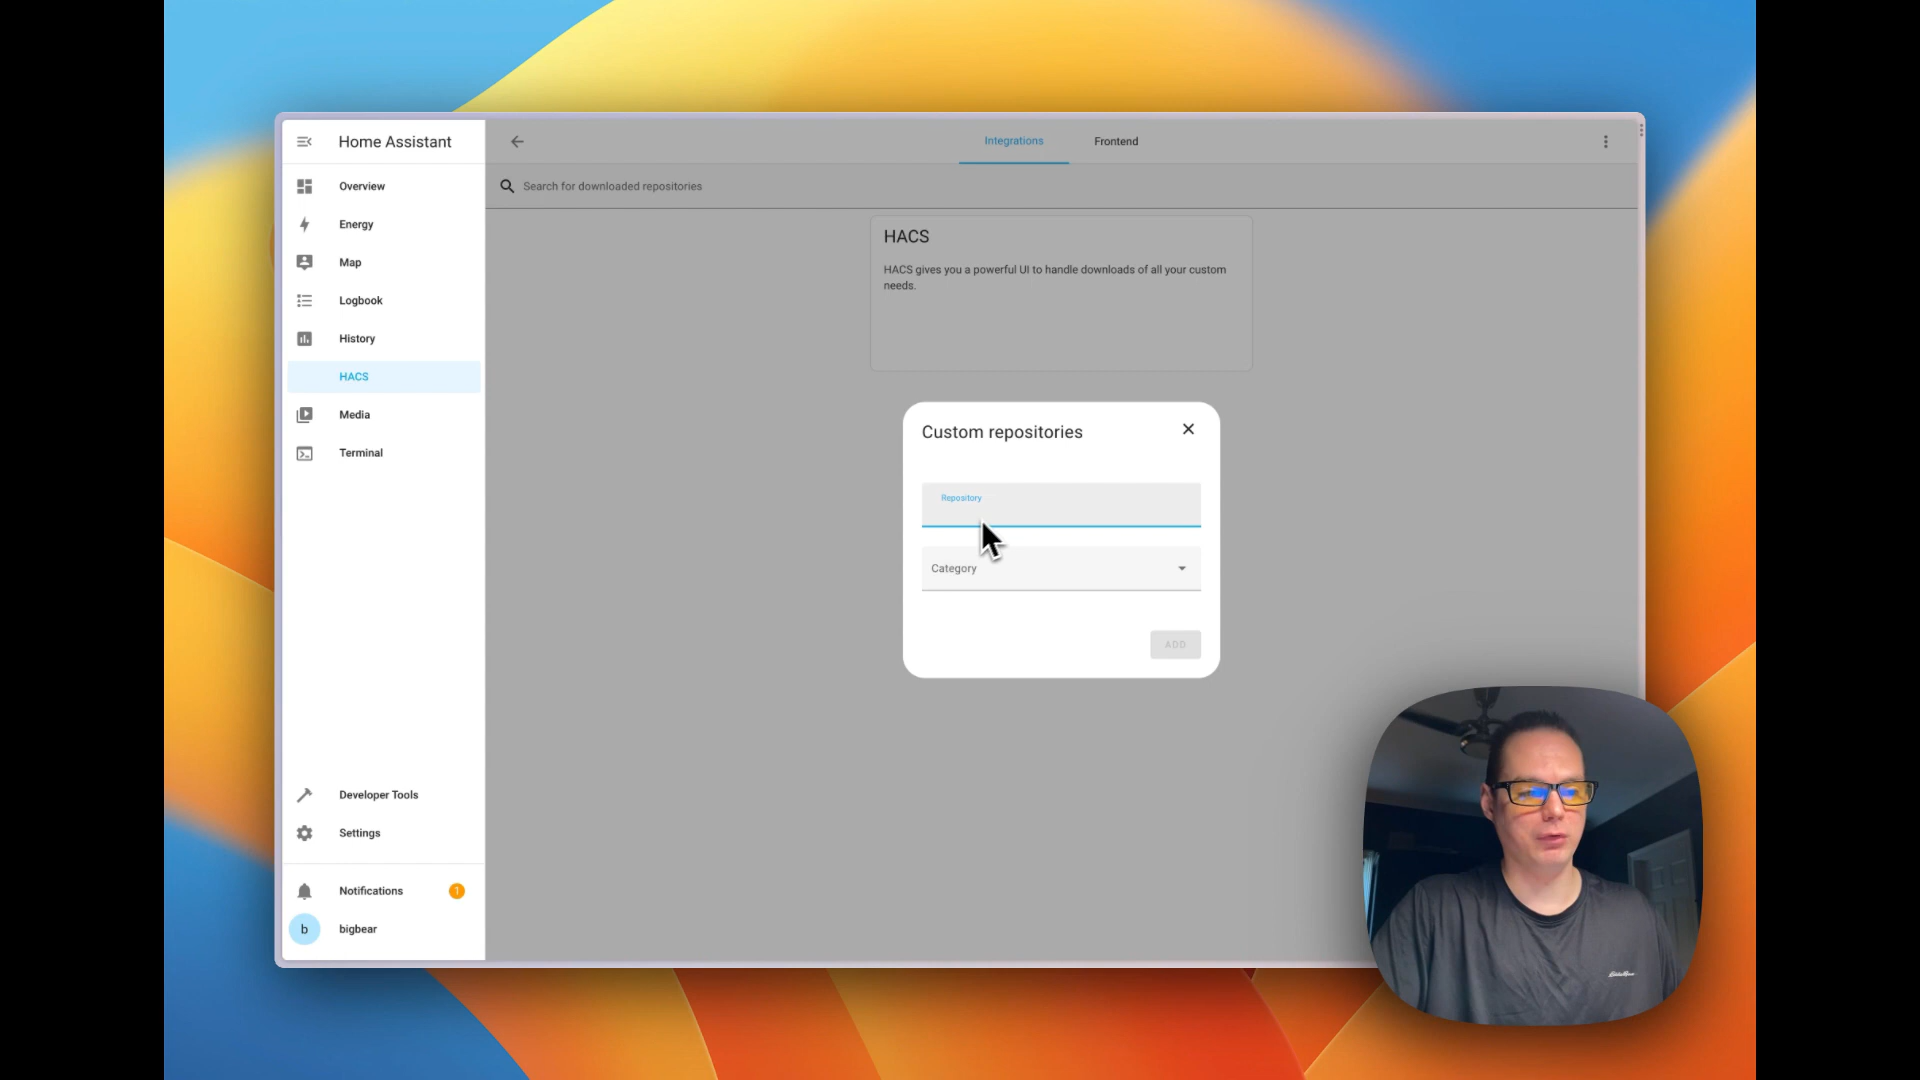 Home Assistant
Integrations
Frontend
Search for downloaded repositories
Overview
Energy
Map
Logbook
History
HACS
Media
Terminal
HACS
HACS gives you a powerful UI to handle downloads of all your custom
needs.
Custom repositories
Repository
Category
ADD
Developer Tools
Settings
Notifications
1
b
bigbear